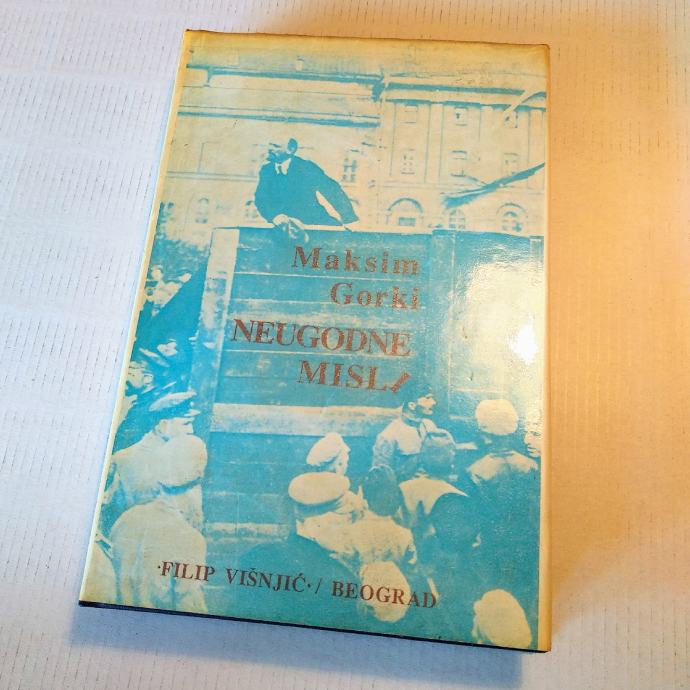 Maksim
Gorki
NEUGODNE
MISLI
·FILIP VIŠNJIĆ· / BEOGRAD